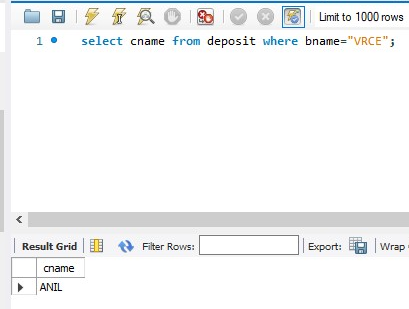 Limit to 1000 rows
1 select cname from deposit where bname="VRCE";
Result Grid Filter Rows: Export: Wrap
cname
ANIL